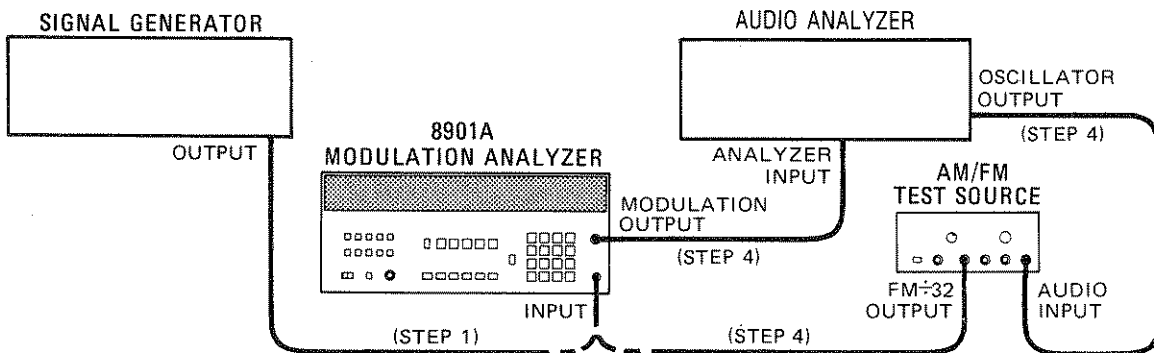 SIGNAL GENERATOR
OUTPUT
8901A
MODULATION ANALYZER
MODULATION
OUTPUT
(STEP 4)
INPUT
(STEP 1)
AUDIO ANALYZER
ANALYZER
INPUT
OSCILLATOR
OUTPUT
(STEP 4)
AM/FM
TEST SOURCE
FM÷32
OUTPUT
AUDIO
INPUT
(STEP 4)